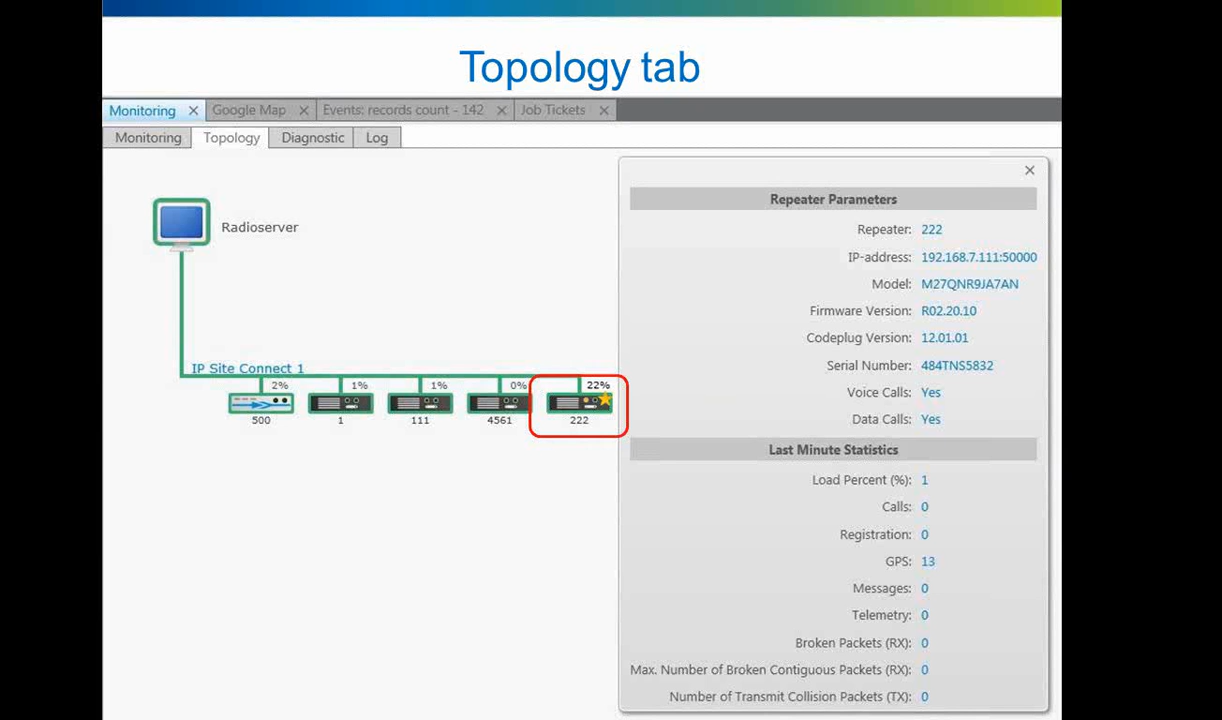 Topology tab
Monitoring X Google Map X Events: records count - 142 X Job Tickets X
Monitoring Topology Diagnostic Log
Radioserver
IP Site Connect 1
2% 1% 1% 0% 22%
500 1 111 4561 222
Repeater Parameters
Repeater: 222
IP-address: 192.168.7.111:50000
Model: M27QNR9JA7AN
Firmware Version: R02.20.10
Codeplug Version: 12.01.01
Serial Number: 484TNS5832
Voice Calls: Yes
Data Calls: Yes
Last Minute Statistics
Load Percent (%): 1
Calls: 0
Registration: 0
GPS: 13
Messages: 0
Telemetry: 0
Broken Packets (RX): 0
Max. Number of Broken Contiguous Packets (RX): 0
Number of Transmit Collision Packets (TX): 0